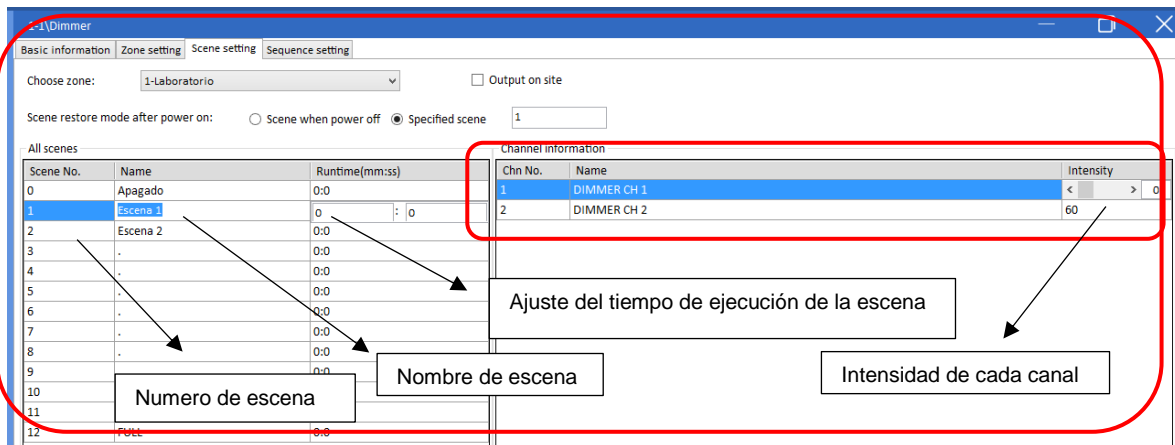 1-1\Dimmer
Basic information Zone setting Scene setting Sequence setting
Choose zone: 1-Laboratorio Output on site
Scene restore mode after power on: Scene when power off Specified scene 1
All scenes
Scene No. Name Runtime(mm:ss)
0 Apagado 0:0
1 Escena 1 0 : 0
2 Escena 2 0:0
3 . 0:0
4 . 0:0
5 . 0:0
6 . 0:0
7 . 0:0
8 . 0:0
9 0:0
10
11
12 FULL 0:0
Channel information
Chn No. Name Intensity
1 DIMMER CH 1 < > 0
2 DIMMER CH 2 60
Ajuste del tiempo de ejecución de la escena
Nombre de escena
Intensidad de cada canal
Numero de escena